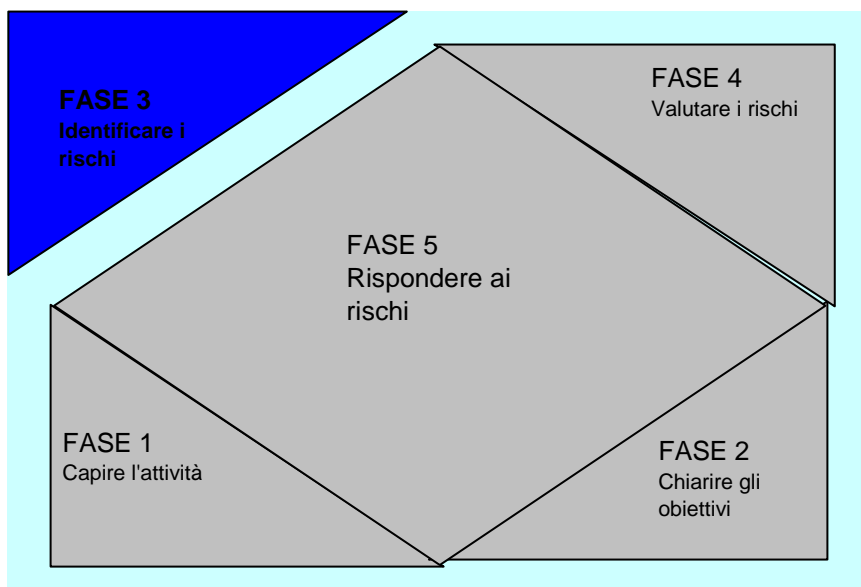 FASE 3
Identificare i
rischi
FASE 4
Valutare i rischi
FASE 5
Rispondere ai
rischi
FASE 1
Capire l'attività
FASE 2
Chiarire gli
obiettivi